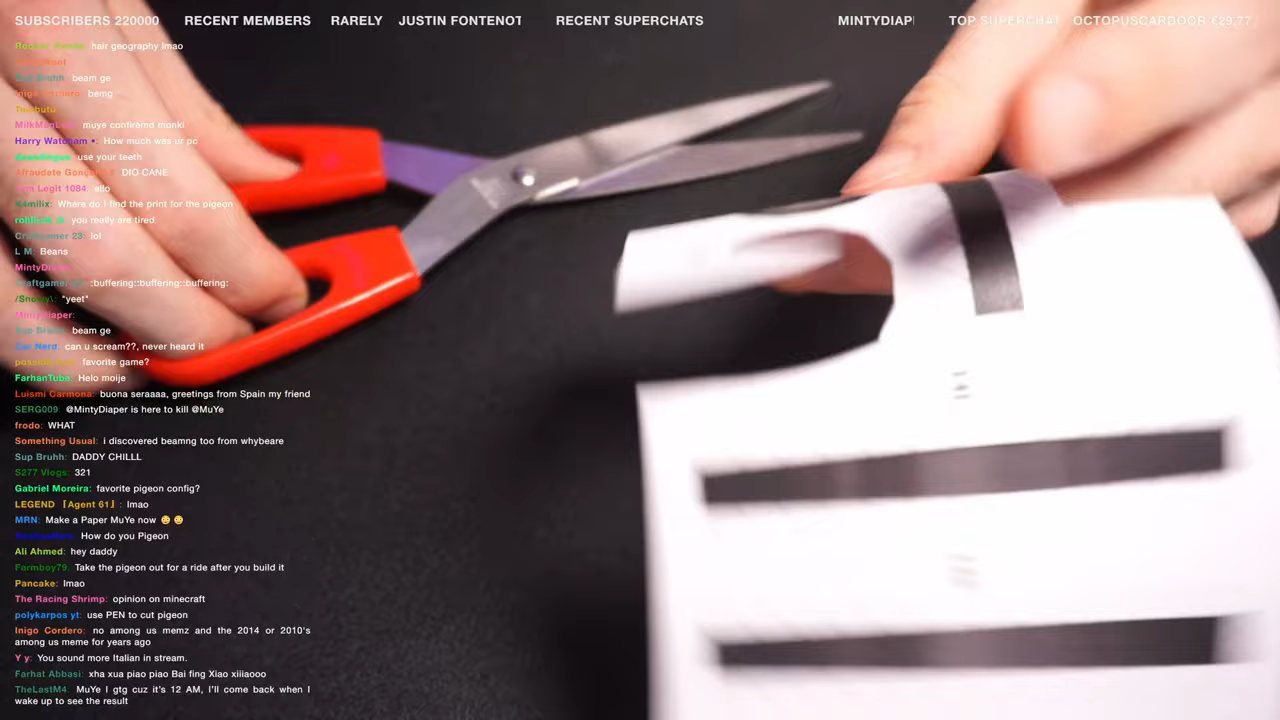 SUBSCRIBERS 220000 RECENT MEMBERS RARELY JUSTIN FONTENOT RECENT SUPERCHATS MINTYDIAP TOP SUPERCHAT OCTOPUSCARDOOR €29,77
hair geography lmao
beam ge
bemg
muye confiremd monki
Harry Watnham •: How much was ur pc
use your teeth
DIO CANE
Legit 1084: ello
K4milix: Where do I find the print for the pigeon
you really are tired
lol
L M: Beans
:buffering::buffering::buffering:
/Snowy\: *yeet*
MintyDiaper:
Sup Bruhh: beam ge
Nerd: can u scream??, never heard it
favorite game?
FarhanTube: Helo moije
Luismi Carmona: buona seraaaa, greetings from Spain my friend
SERG009: @MintyDiaper is here to kill @MuYe
frodo: WHAT
Something Usual: i discovered beamng too from whybeare
Sup Bruhh: DADDY CHILLL
S277 Vlogs: 321
Gabriel Moreira: favorite pigeon config?
LEGEND「Agent 61」: lmao
MRN: Make a Paper MuYe now 😳 😳
How do you Pigeon
Ali Ahmed: hey daddy
Farmboy79: Take the pigeon out for a ride after you build it
Pancake: lmao
The Racing Shrimp: opinion on minecraft
polykarpos yt: use PEN to cut pigeon
Inigo Cordero: no among us memz and the 2014 or 2010's
among us meme for years ago
Y y: You sound more Italian in stream.
Farhat Abbasi: xha xua piao piao Bai fing Xiao xiiiaooo
TheLastM4: MuYe I gtg cuz it's 12 AM, I'll come back when I
wake up to see the result